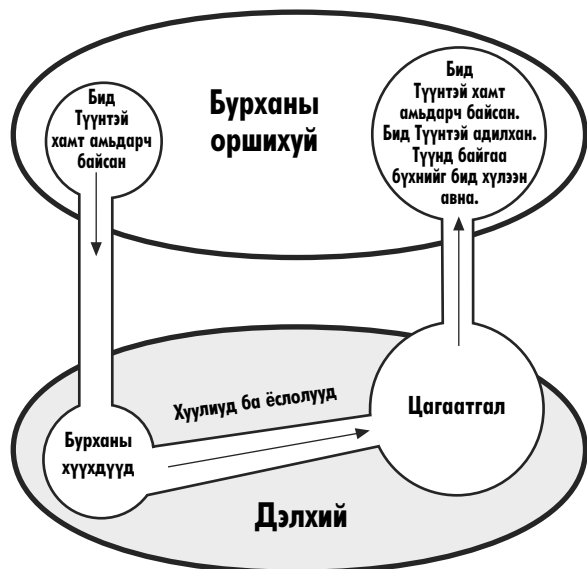 Бид
Түүнтэй
хамт амьдарч
байсан
Бурханы
оршихуй
Бид
Түүнтэй хамт
амьдарч байсан.
Бид Түүнтэй адилхан.
Түүнд байгаа
бүхнийг бид хүлээн
авна.
Хуулиуд ба ёслолууд
Цагаатгал
Бурханы
хүүхдүүд
Дэлхий